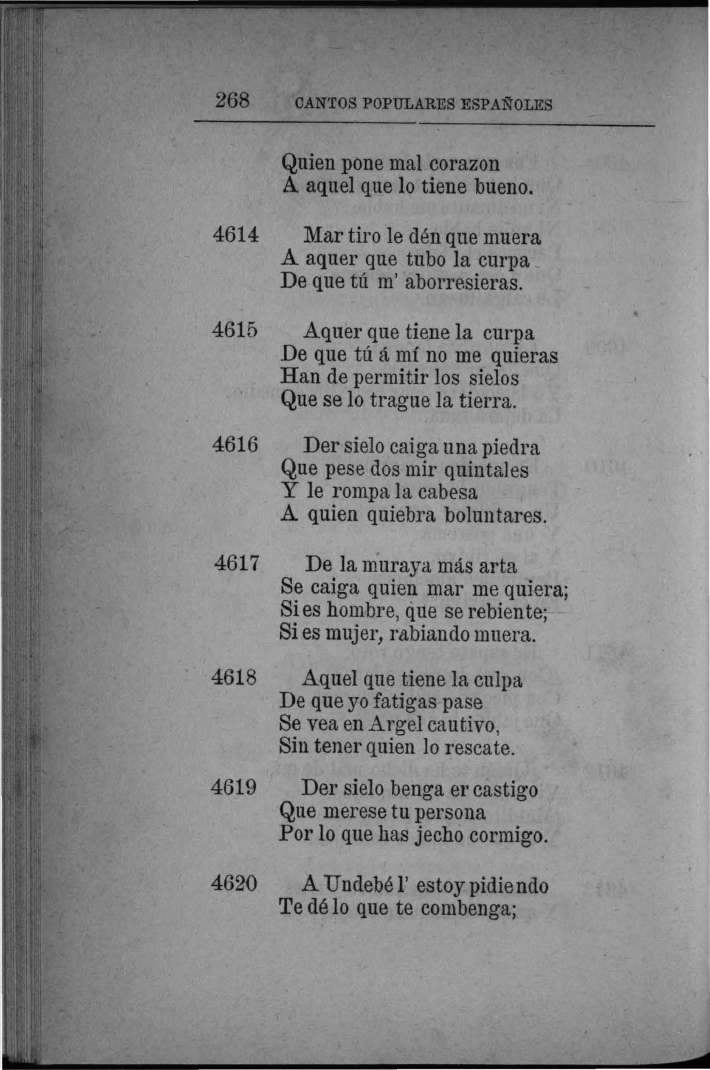 268 CANTOS POPULARES ESPAÑOLES
Quien pone mal corazon
A aquel que lo tiene bueno.
4614 Mar tiro le dén que muera
A aquer que tubo la curpa
De que tú m' aborresieras.
4615 Aquer que tiene la curpa
De que tú á mí no me quieras
Han de permitir los sielos
Que se lo trague la tierra.
4616 Der sielo caiga una piedra
Que pese dos mir quintales
Y le rompa la cabesa
A quien quiebra boluntares.
4617 De la muraya más arta
Se caiga quien mar me quiera;
Si es hombre, que se rebiente;
Si es mujer, rabiando muera.
4618 Aquel que tiene la culpa
De que yo fatigas pase
Se vea en Argel cautivo,
Sin tener quien lo rescate.
4619 Der sielo benga er castigo
Que merese tu persona
Por lo que has jecho cormigo.
4620 A Undebé l' estoy pidiendo
Te dé lo que te combenga;